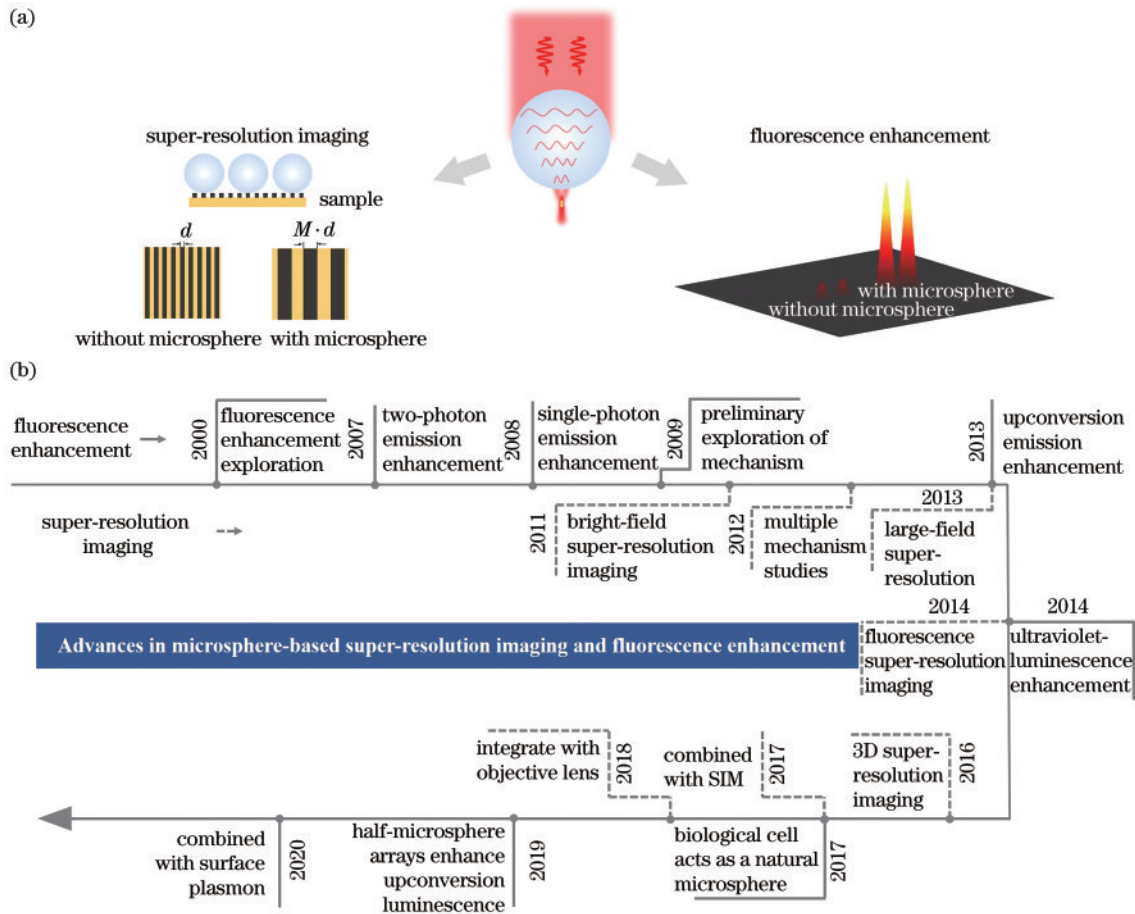 (a)
super-resolution imaging
sample
d
M·d
without microsphere
with microsphere
fluorescence enhancement
with microsphere
without microsphere
(b)
fluorescence
enhancement
2000
fluorescence
enhancement
exploration
2007
two-photon
emission
enhancement
2008
single-photon
emission
enhancement
2009
preliminary
exploration of
mechanism
2013
upconversion
emission
enhancement
super-resolution
imaging
2011
bright-field
super-resolution
imaging
2012
multiple
mechanism
studies
2013
large-field
super-
resolution
Advances in microsphere-based super-resolution imaging and fluorescence enhancement
2014
fluorescence
super-resolution
imaging
2014
ultraviolet-
luminescence
enhancement
integrate with
objective lens
2018
combined
with SIM
2017
3D super-
resolution
imaging
2016
combined
with surface
plasmon
2020
half-microsphere
arrays enhance
upconversion
luminescence
2019
biological cell
acts as a natural
microsphere
2017